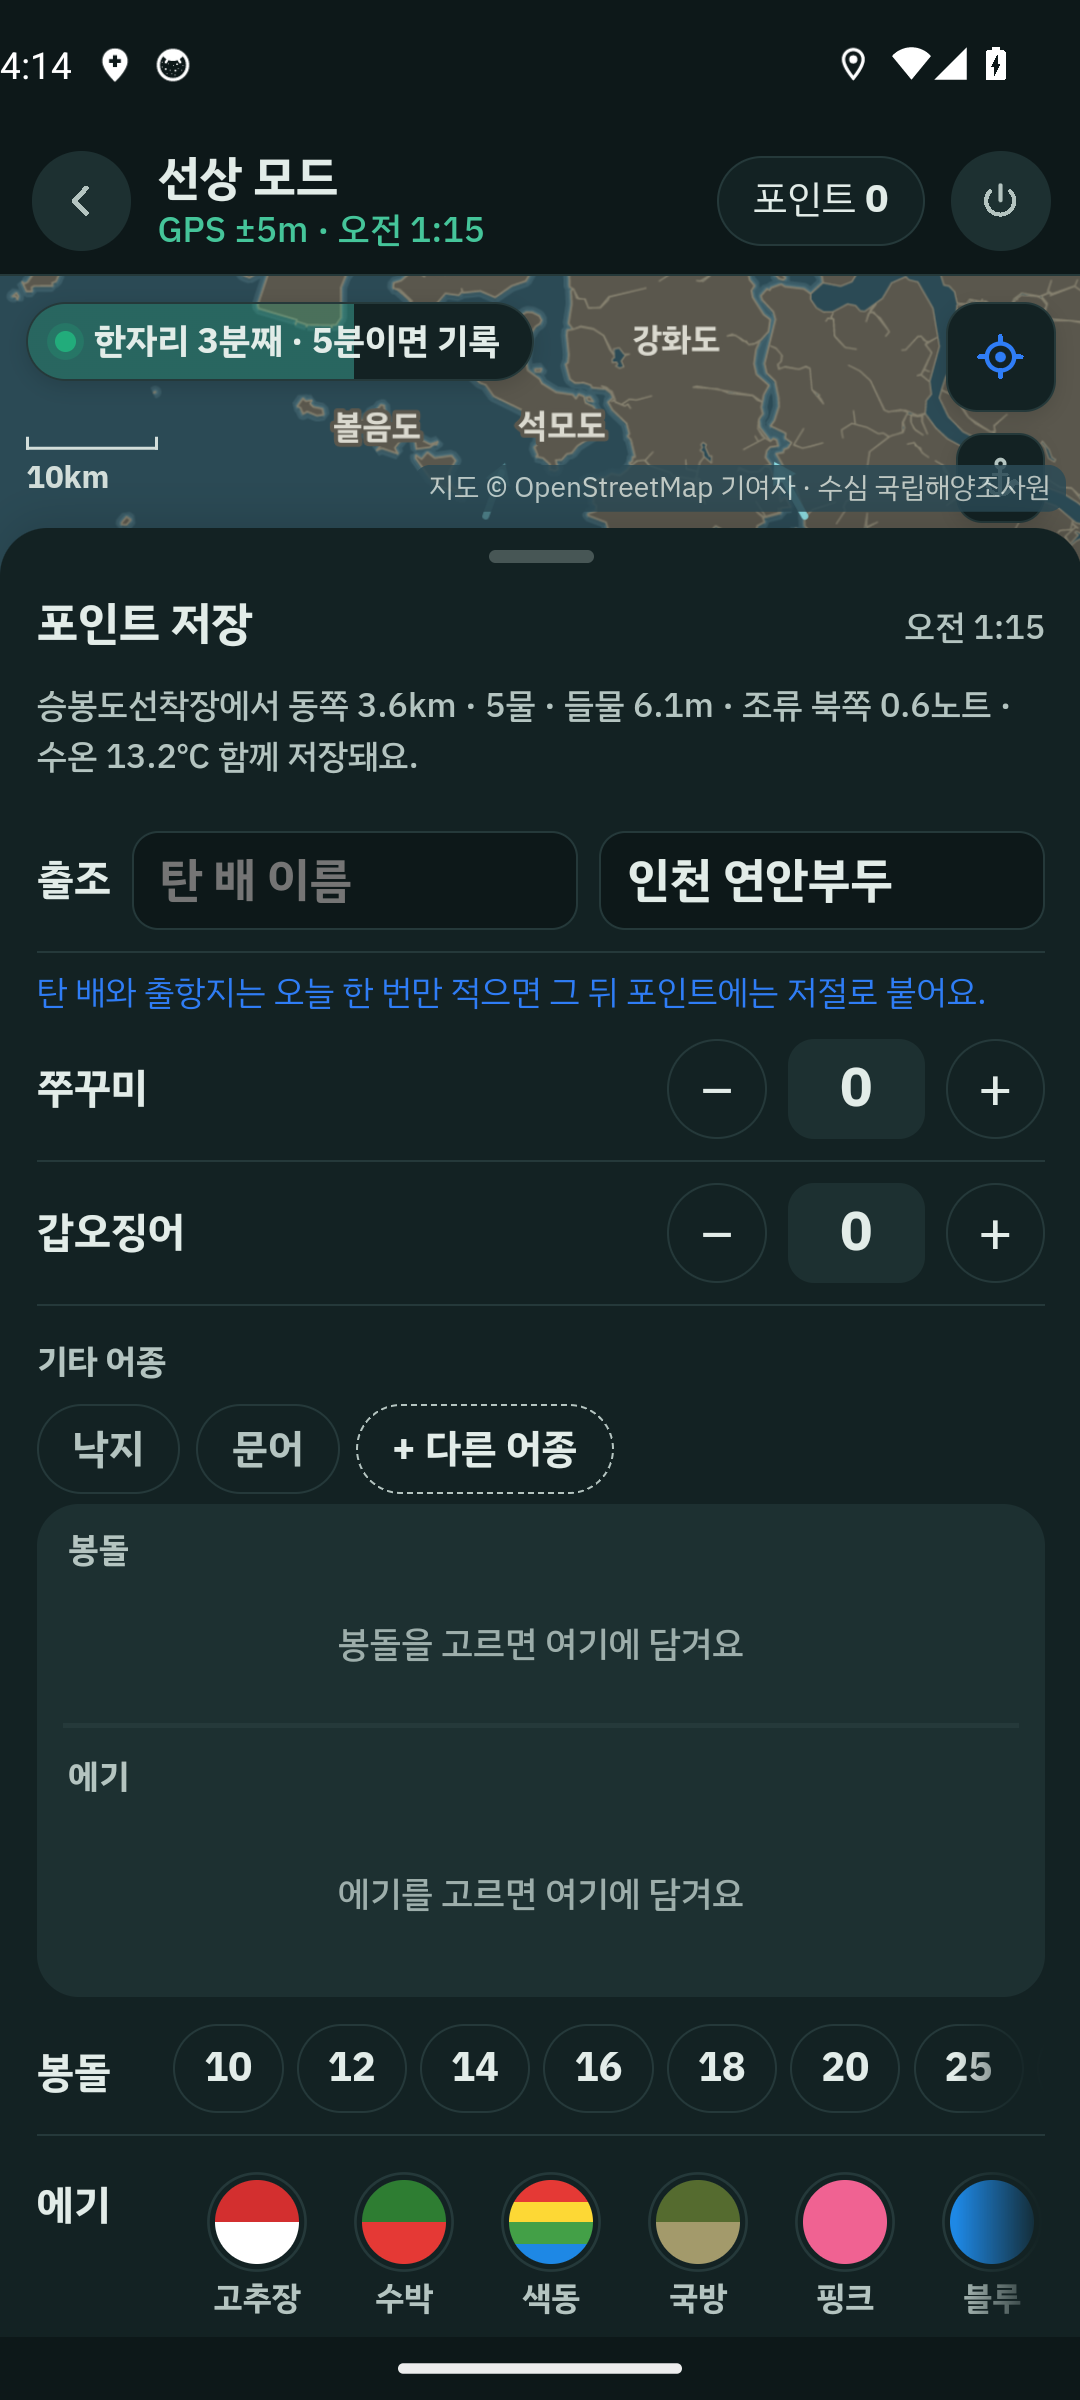 4:14
선상 모드
GPS ±5m · 오전 1:15
포인트 0
한자리 3분째 · 5분이면 기록
강화도
볼음도
석모도
10km
지도 © OpenStreetMap 기여자 · 수심 국립해양조사원
포인트 저장
오전 1:15
승봉도선착장에서 동쪽 3.6km · 5물 · 들물 6.1m · 조류 북쪽 0.6노트 ·
수온 13.2°C 함께 저장돼요.
출조
탄 배 이름
인천 연안부두
탄 배와 출항지는 오늘 한 번만 적으면 그 뒤 포인트에는 저절로 붙어요.
쭈꾸미
− 0 +
갑오징어
− 0 +
기타 어종
낙지
문어
+ 다른 어종
봉돌
봉돌을 고르면 여기에 담겨요
에기
에기를 고르면 여기에 담겨요
봉돌
10 12 14 16 18 20 25
에기
고추장 수박 색동 국방 핑크 블루